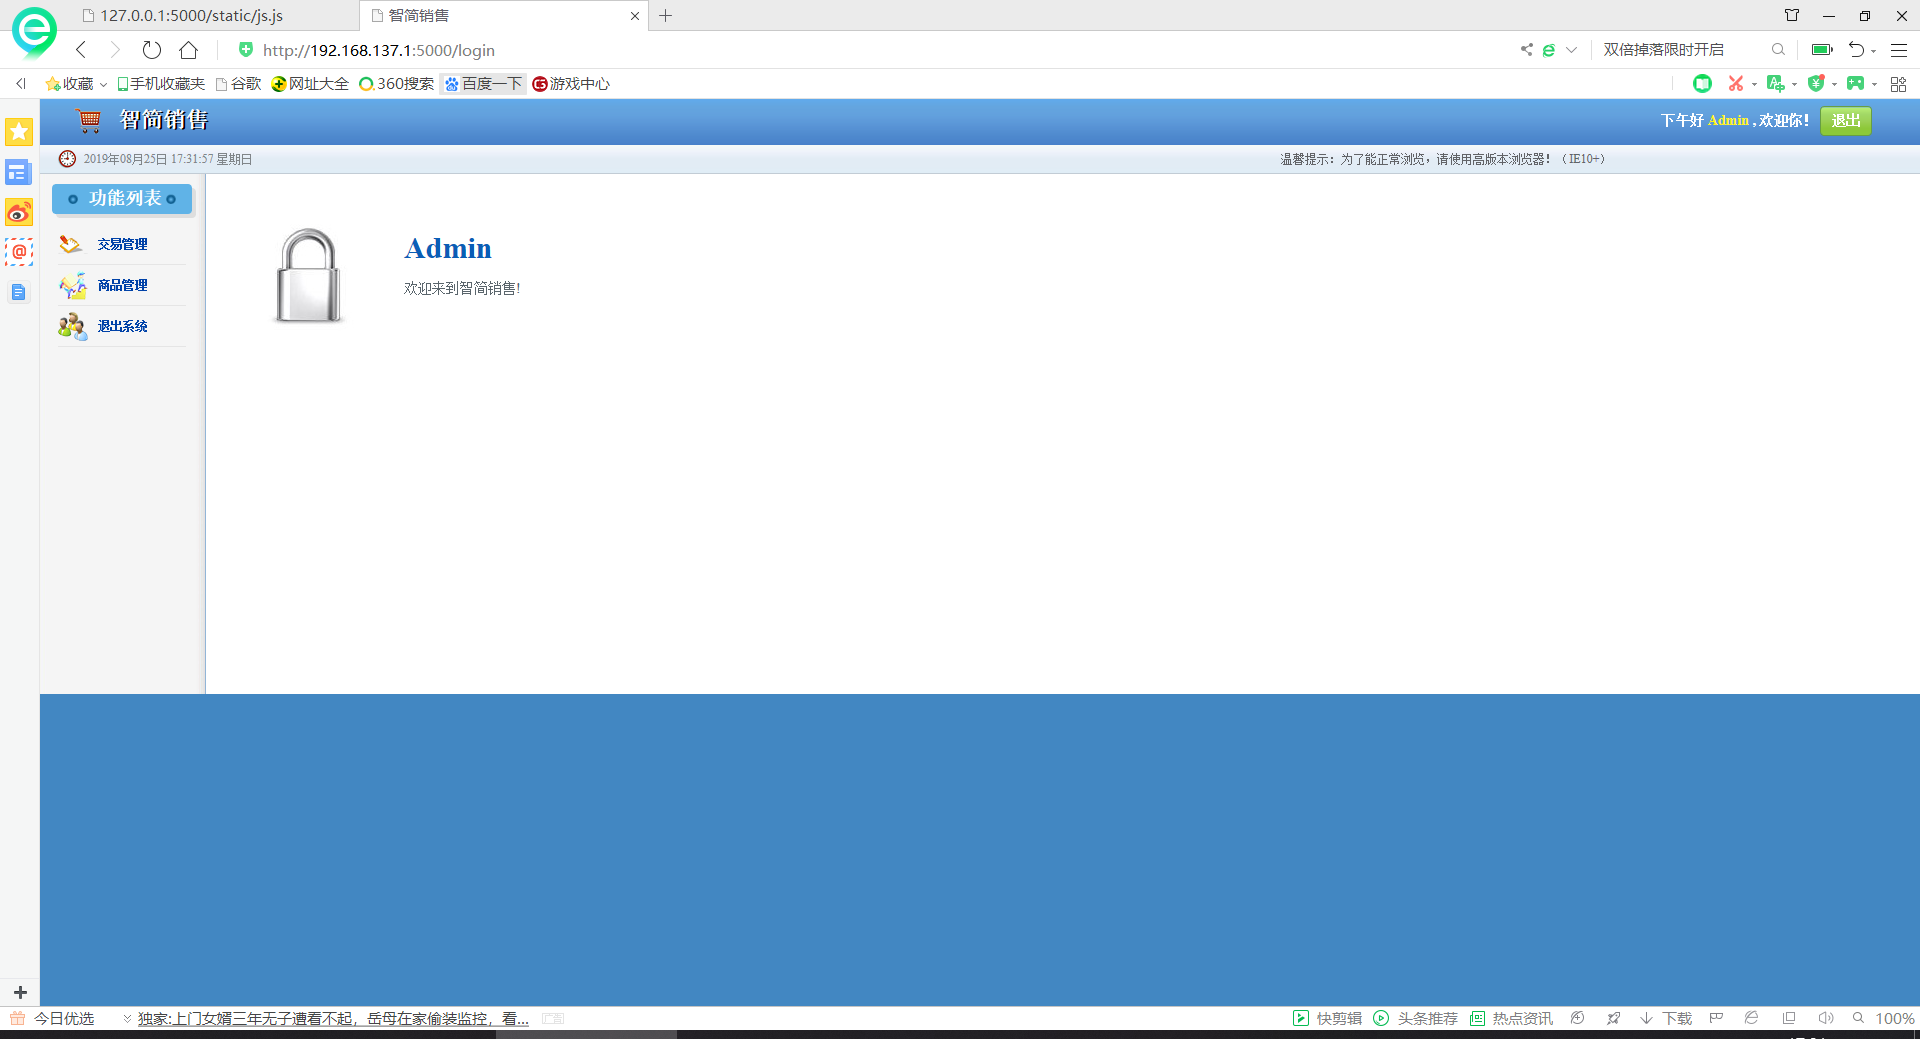 127.0.0.1:5000/static/js.js
智简销售
http://192.168.137.1:5000/login
双倍掉落限时开启
收藏 手机收藏夹 谷歌 网址大全 360搜索 百度一下 游戏中心
智简销售
下午好 Admin , 欢迎你! 退出
2019年08月25日 17:31:57 星期日
温馨提示：为了能正常浏览，请使用高版本浏览器！（IE10+）
功能列表
交易管理
商品管理
退出系统
Admin
欢迎来到智简销售!
今日优选
独家:上门女婿三年无子遭看不起，岳母在家偷装监控，看...
广告
快剪辑 头条推荐 热点资讯 下载 100%